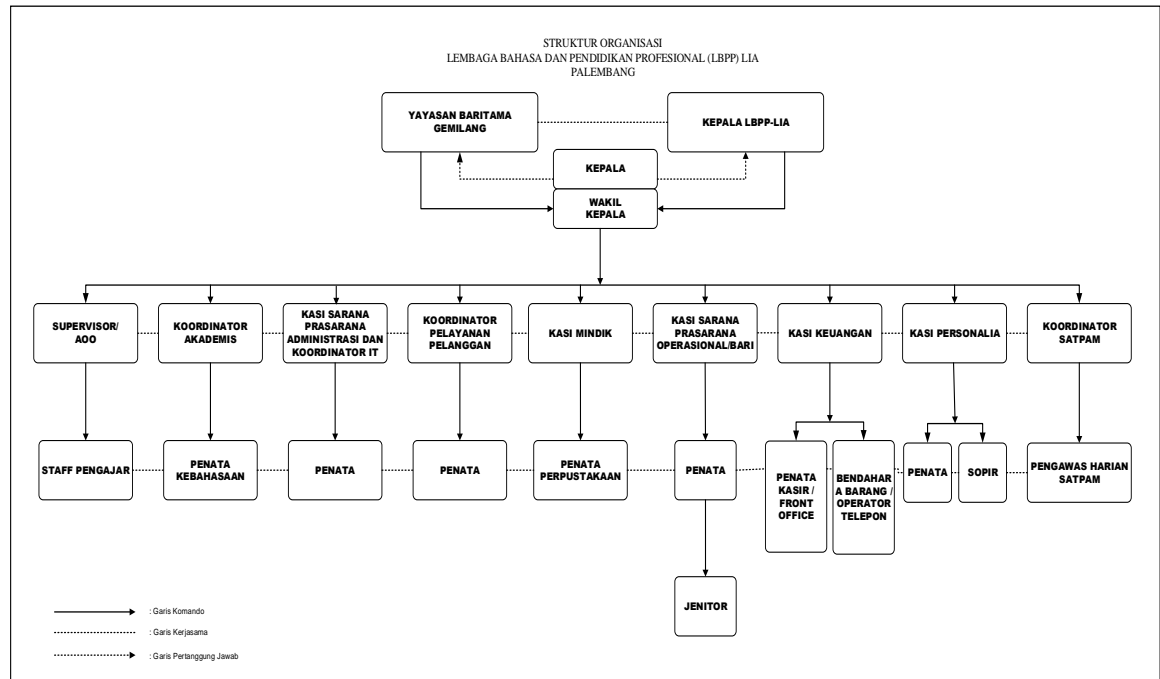 STRUKTUR ORGANISASI
LEMBAGA BAHASA DAN PENDIDIKAN PROFESIONAL (LBPP) LIA
PALEMBANG
YAYASAN BARITAMA
GEMILANG
KEPALA LBPP-LIA
KEPALA
WAKIL
KEPALA
SUPERVISOR/
AOO
KOORDINATOR
AKADEMIS
KASI SARANA
PRASARANA
ADMINISTRASI DAN
KOORDINATOR IT
KOORDINATOR
PELAYANAN
PELANGGAN
KASI MINDIK
KASI SARANA
PRASARANA
OPERASIONAL/BARI
KASI KEUANGAN
KASI PERSONALIA
KOORDINATOR
SATPAM
STAFF PENGAJAR
PENATA
KEBAHASAAN
PENATA
PENATA
PENATA
PERPUSTAKAAN
PENATA
PENATA
KASIR /
FRONT
OFFICE
BENDAHAR
A BARANG /
OPERATOR
TELEPON
PENATA
SOPIR
PENGAWAS HARIAN
SATPAM
JENITOR
: Garis Komando
: Garis Kerjasama
: Garis Pertanggung Jawab